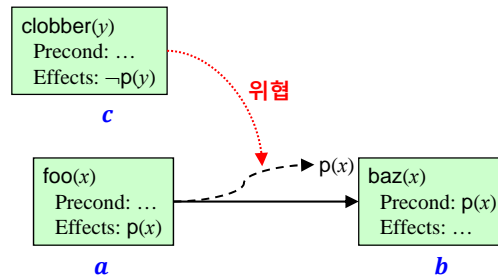 clobber(y)
Precond: …
Effects: ¬p(y)
c
위협
foo(x)
Precond: …
Effects: p(x)
a
p(x)
baz(x)
Precond: p(x)
Effects: …
b